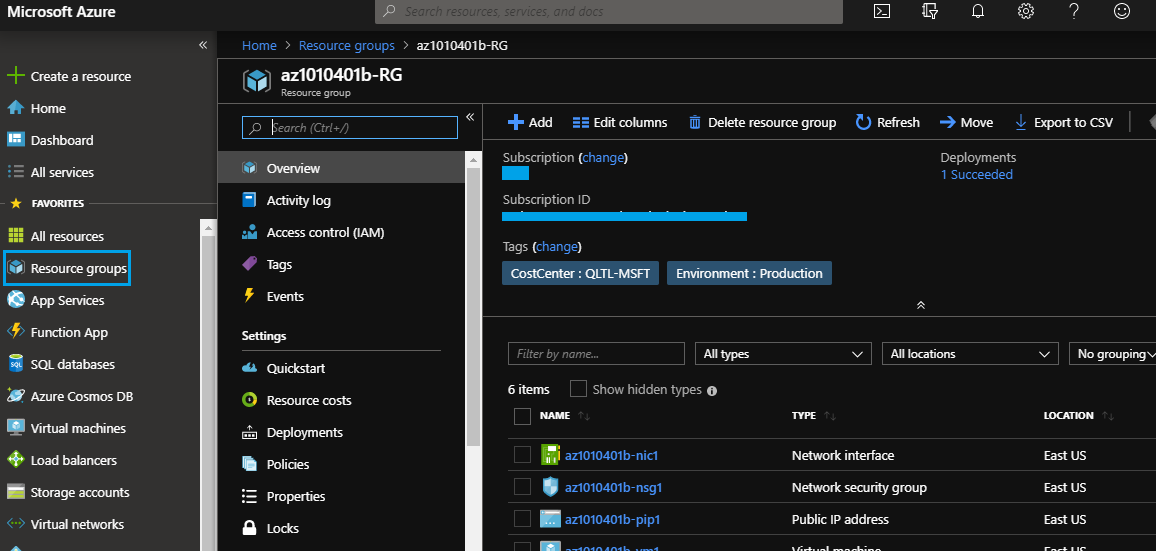 Microsoft Azure
Search resources, services, and docs
Home > Resource groups > az1010401b-RG
az1010401b-RG
Resource group
Create a resource
Home
Dashboard
All services
FAVORITES
All resources
Resource groups
App Services
Function App
SQL databases
Azure Cosmos DB
Virtual machines
Load balancers
Storage accounts
Virtual networks
Search (Ctrl+/)
Overview
Activity log
Access control (IAM)
Tags
Events
Settings
Quickstart
Resource costs
Deployments
Policies
Properties
Locks
Add Edit columns Delete resource group Refresh Move Export to CSV
Subscription (change)
Deployments
1 Succeeded
Subscription ID
Tags (change)
CostCenter : QLTL-MSFT Environment : Production
Filter by name... All types All locations No grouping
6 items Show hidden types
NAME TYPE LOCATION
az1010401b-nic1 Network interface East US
az1010401b-nsg1 Network security group East US
az1010401b-pip1 Public IP address East US
az1010401b-vm1 Virtual machine East US